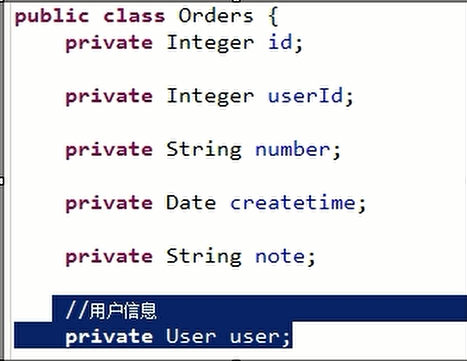 public class Orders {
private Integer id;
private Integer userId;
private String number;
private Date createtime;
private String note;
//用户信息
private User user;